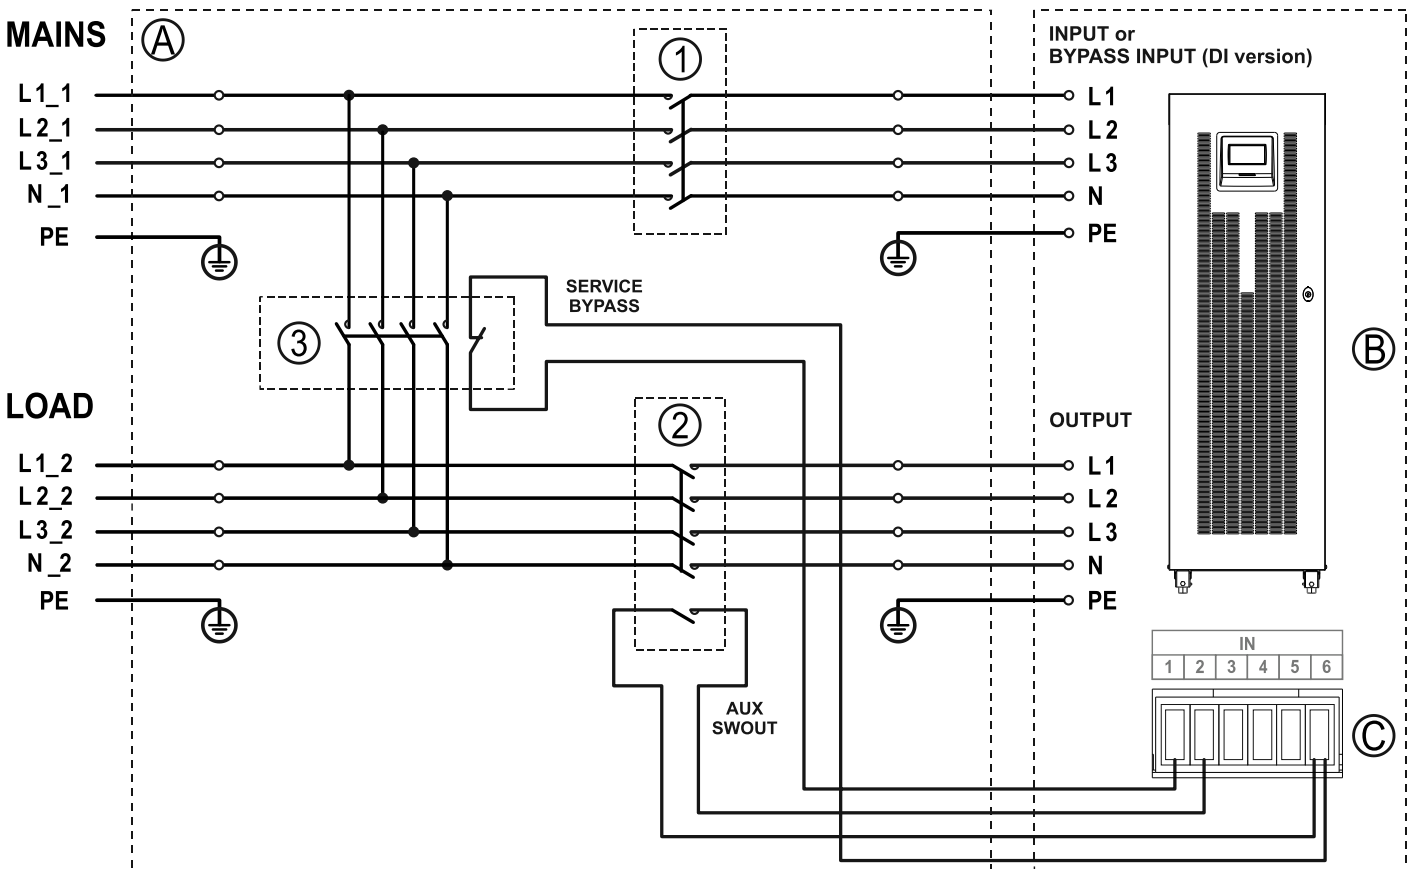 MAINS
A
1
INPUT or
BYPASS INPUT (DI version)
L1_1
L1
L2_1
L2
L3_1
L3
N_1
N
PE
PE
SERVICE
BYPASS
3
B
LOAD
2
OUTPUT
L1_2
L1
L2_2
L2
L3_2
L3
N_2
N
PE
PE
IN
1 2 3 4 5 6
AUX
SWOUT
C